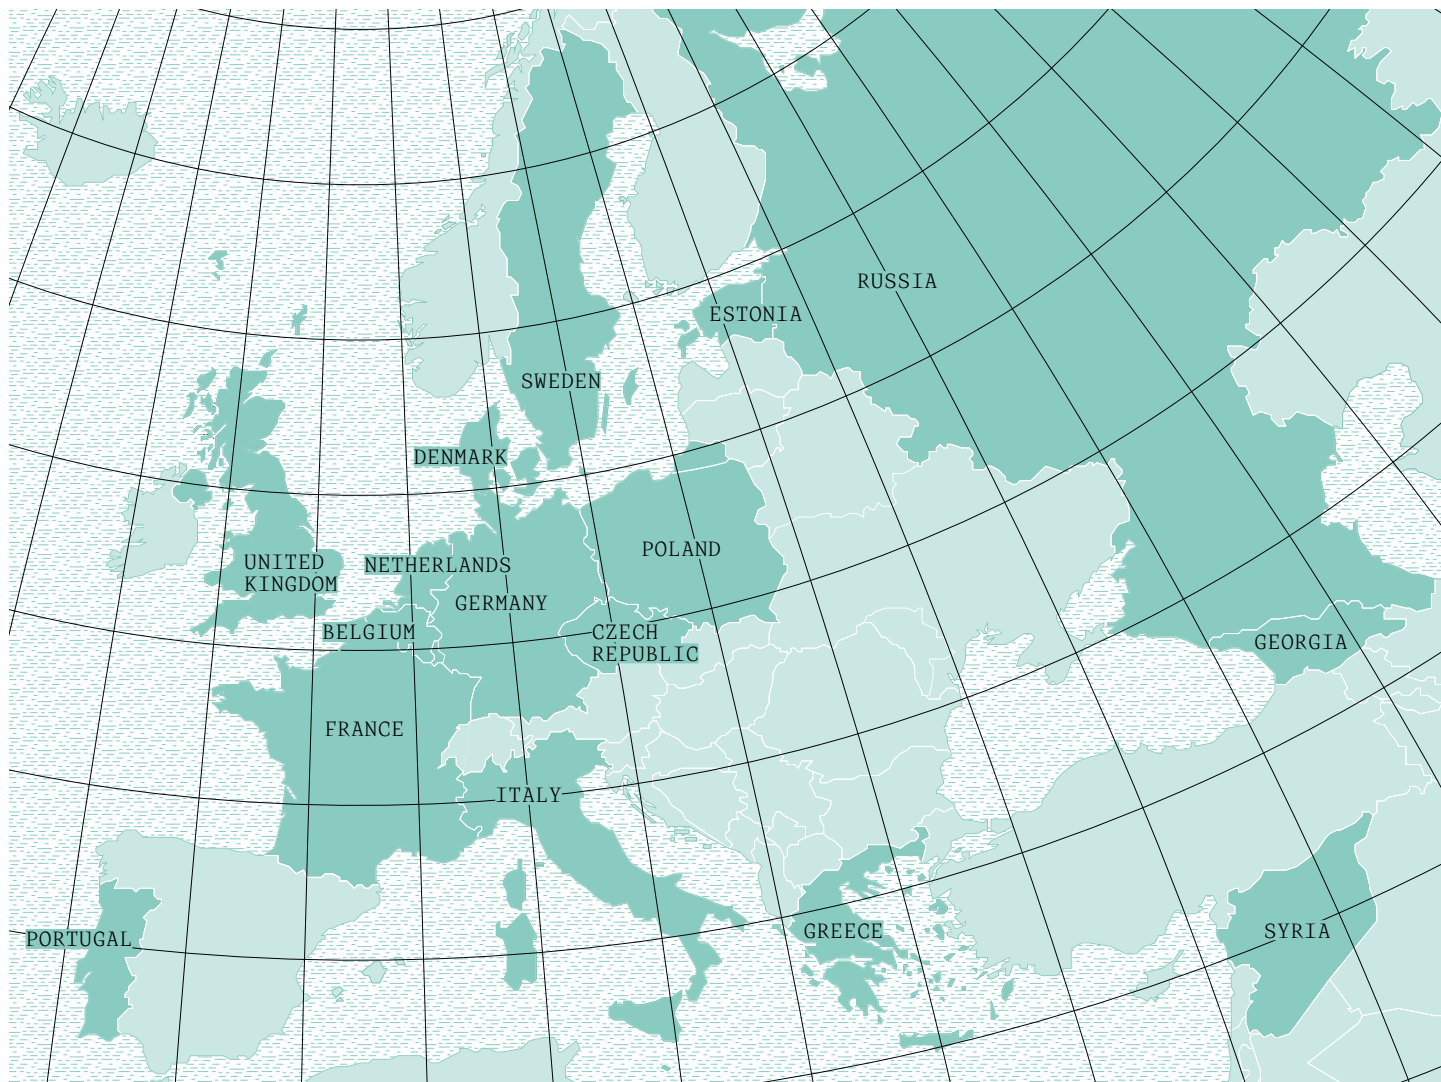 RUSSIA
ESTONIA
SWEDEN
DENMARK
POLAND
UNITED
KINGDOM
NETHERLANDS
GERMANY
BELGIUM
CZECH
REPUBLIC
GEORGIA
FRANCE
ITALY
PORTUGAL
GREECE
SYRIA